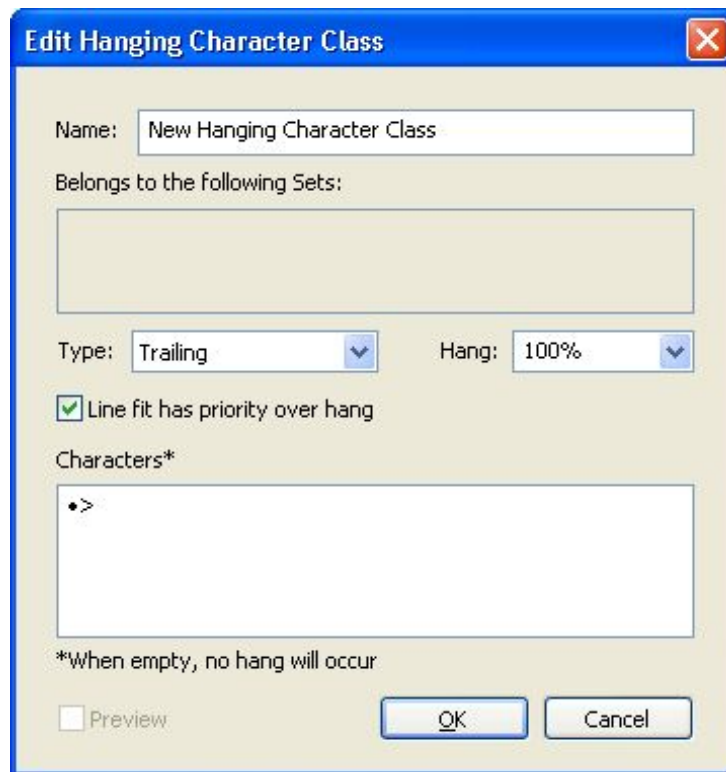 Edit Hanging Character Class
Name: New Hanging Character Class
Belongs to the following Sets:
Type: Trailing Hang: 100%
Line fit has priority over hang
Characters*
•>
*When empty, no hang will occur
Preview OK Cancel